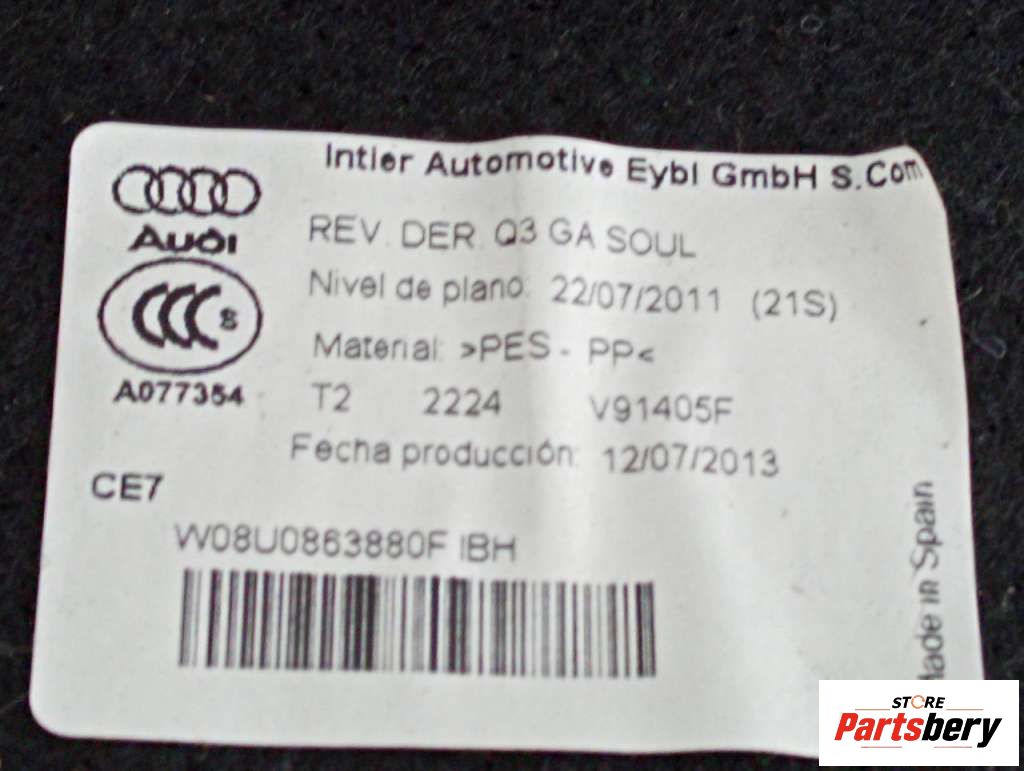 Intier Automotive Eybl GmbH S.Com
AUDI
REV. DER. Q3 GA SOUL
Nivel de plano: 22/07/2011 (21S)
CCC S
Material: >PES - PP<
A077354
T2 2224 V91405F
Fecha producción: 12/07/2013
CE7
W08U0863880F IBH
Made in Spain
STORE
Partsbery